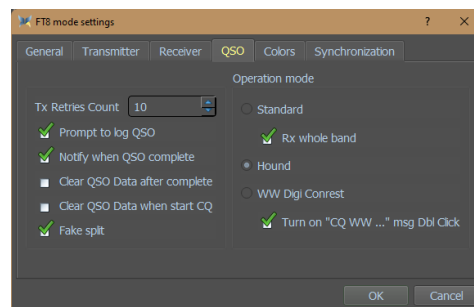 FT8 mode settings
? ×
General Transmitter Receiver QSO Colors Synchronization
Operation mode
Tx Retries Count 10
Standard
Prompt to log QSO
Rx whole band
Notify when QSO complete
Hound
Clear QSO Data after complete
WW Digi Conrest
Clear QSO Data when start CQ
Turn on "CQ WW ..." msg Dbl Click
Fake split
OK Cancel